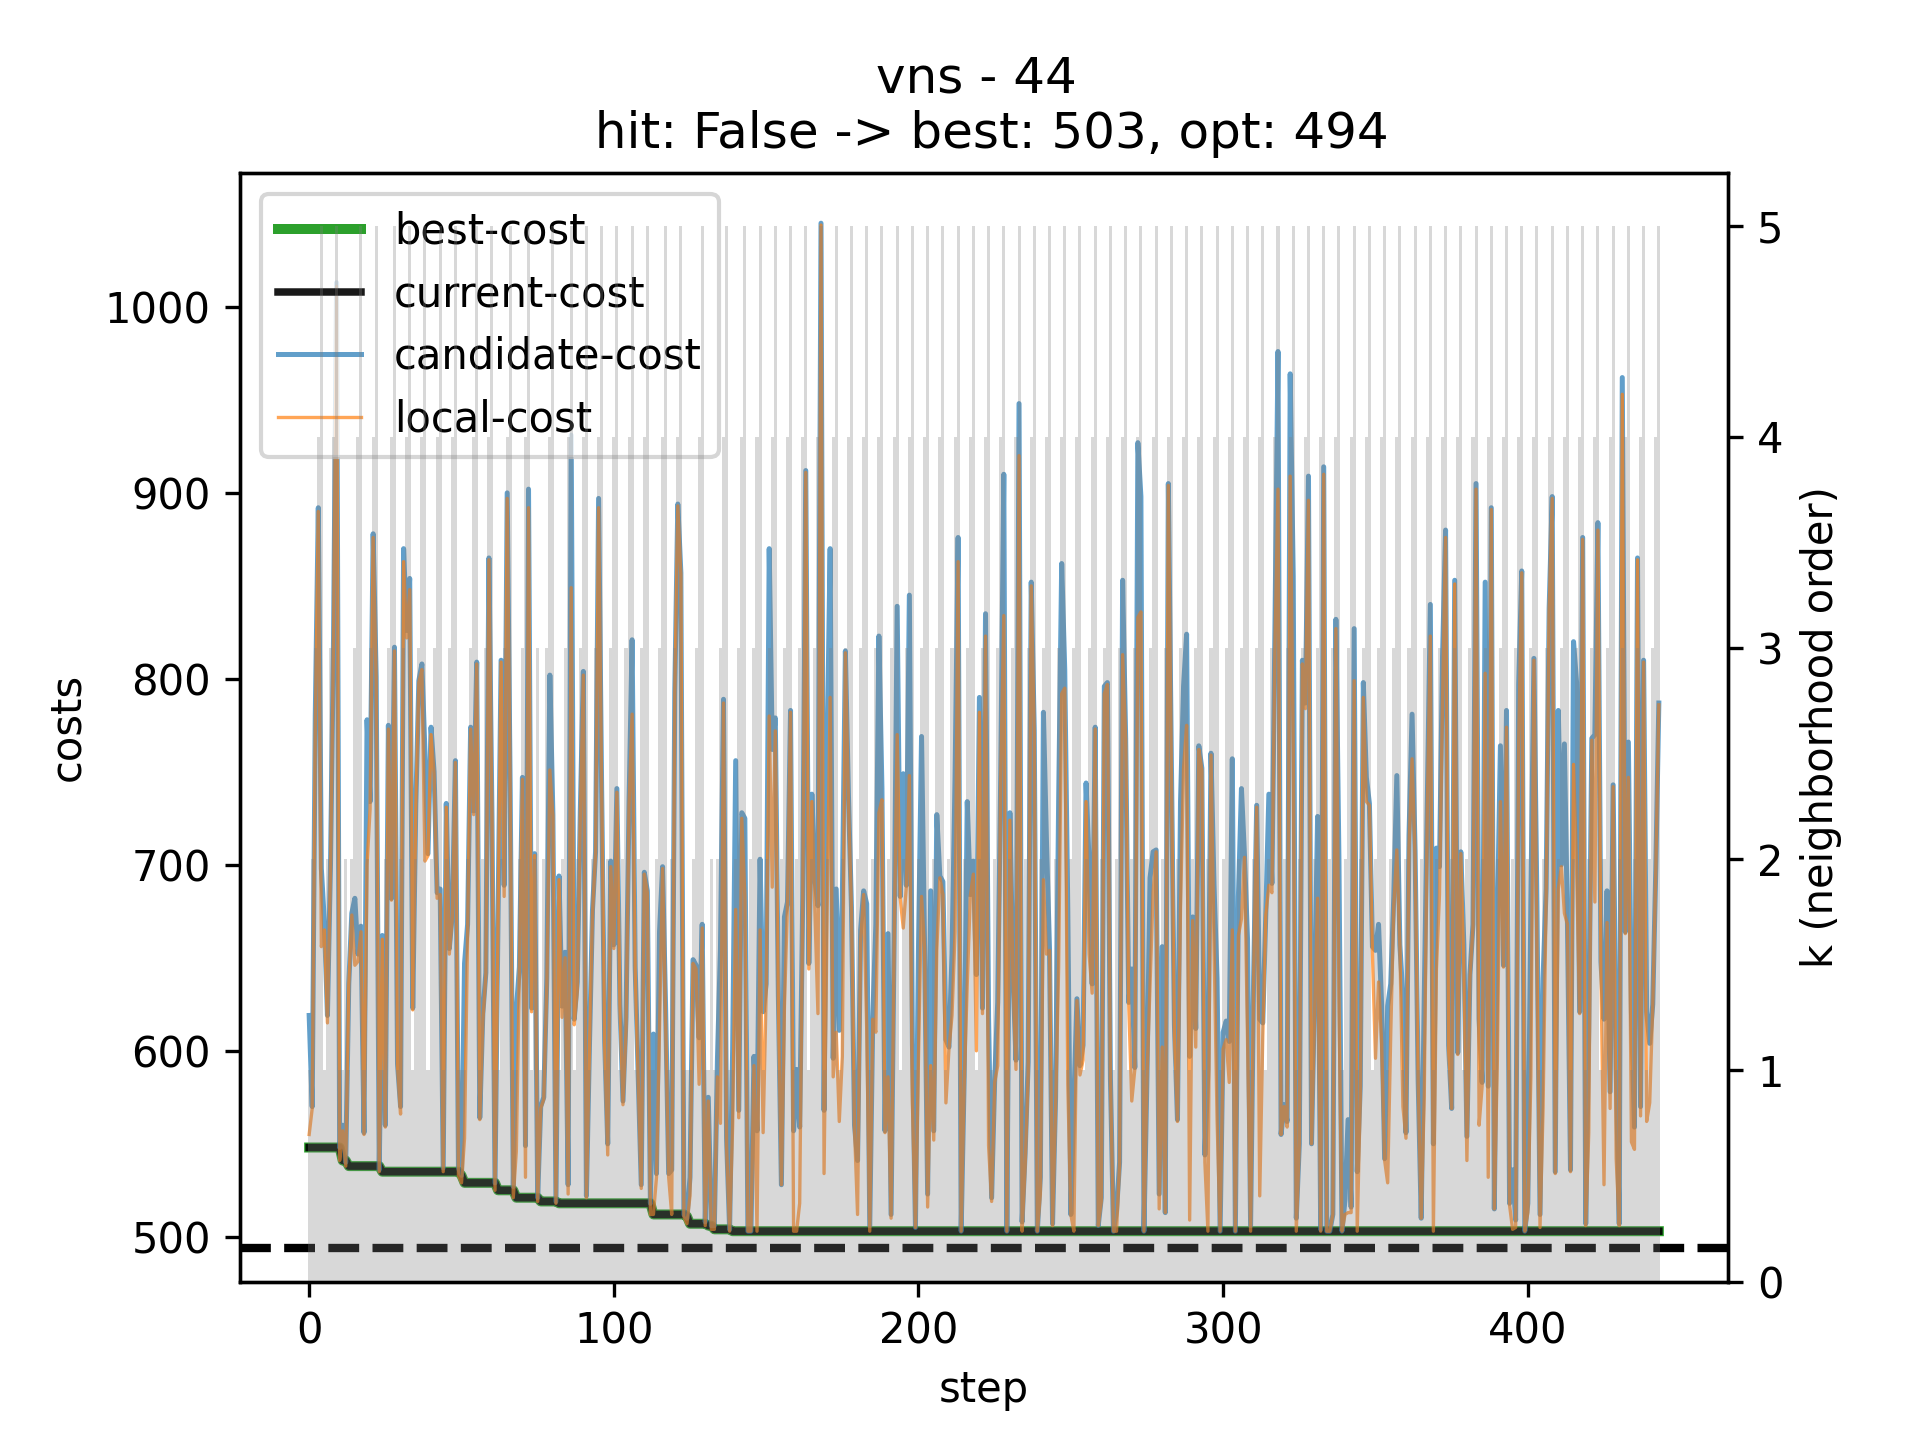 vns - 44
hit: False -> best: 503, opt: 494
best-cost
current-cost
candidate-cost
local-cost
1000
900
800
700
600
500
costs
5
4
3
2
1
0
k (neighborhood order)
0 100 200 300 400
step